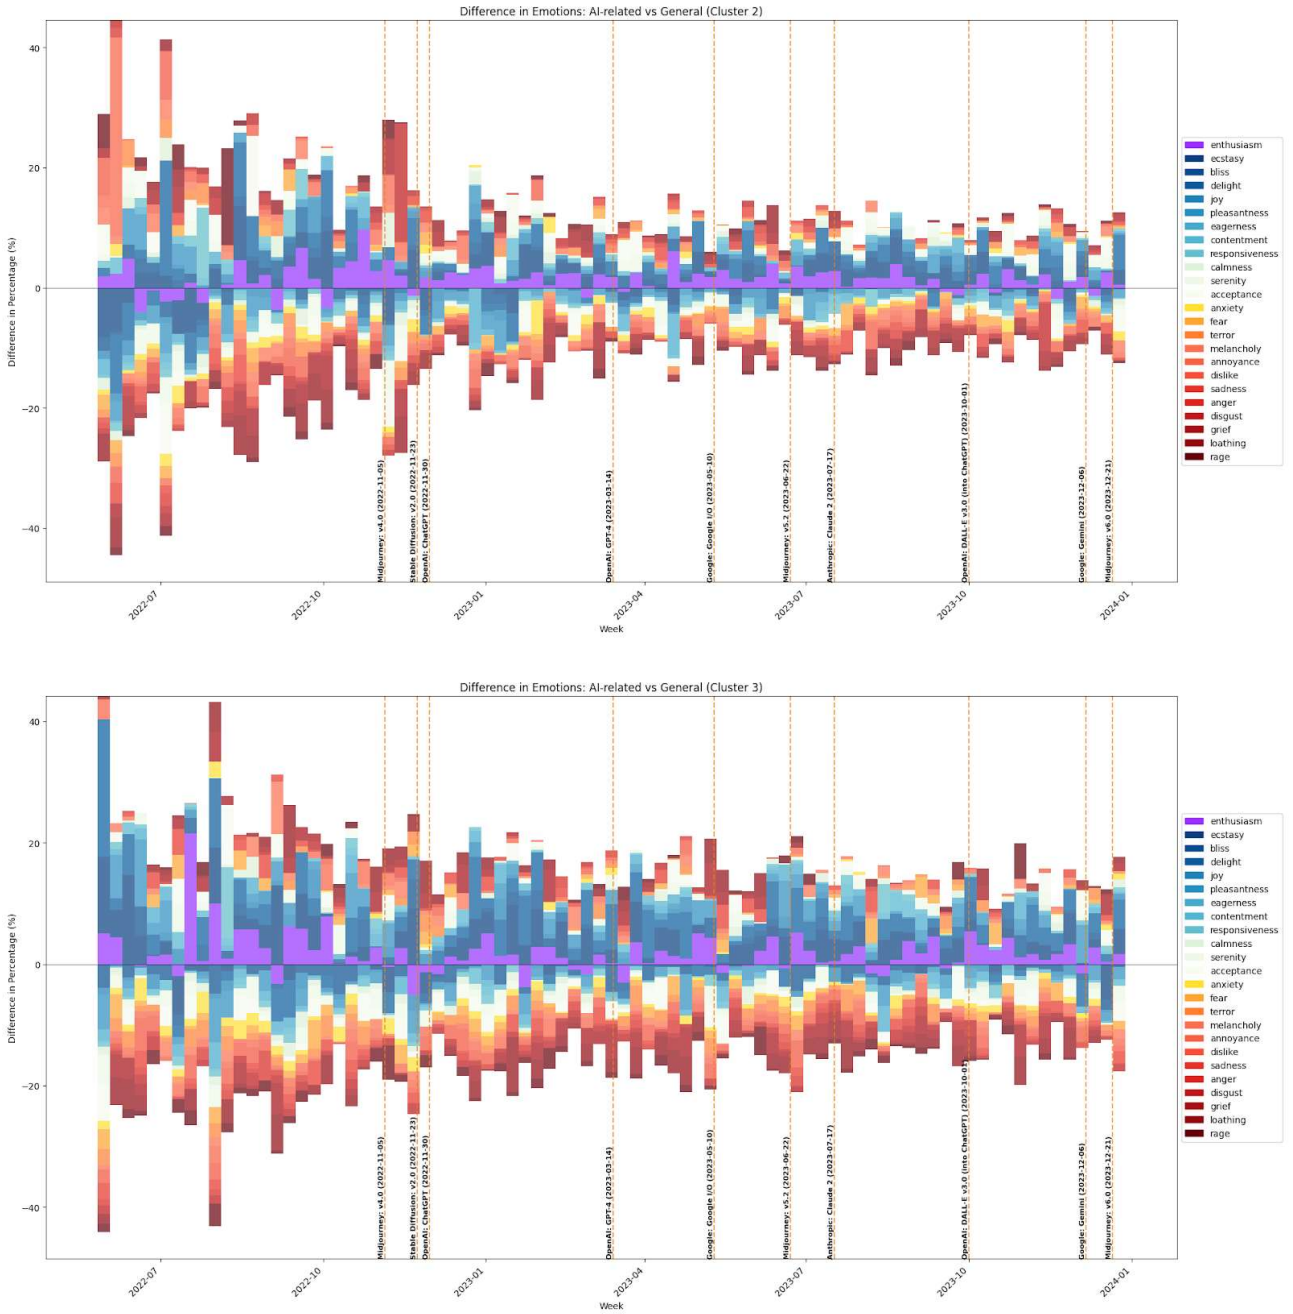 Difference in Emotions: AI-related vs General (Cluster 2)
Difference in Percentage (%)
40
20
0
−20
−40
Midjourney: v4.0 (2022-11-05)
Stable Diffusion: v2.0 (2022-11-23)
OpenAI: ChatGPT (2022-11-30)
OpenAI: GPT-4 (2023-03-14)
Google: Google I/O (2023-05-10)
Midjourney: v5.2 (2023-06-22)
Anthropic: Claude 2 (2023-07-17)
OpenAI: DALL-E v3.0 (into ChatGPT) (2023-10-01)
Google: Gemini (2023-12-06)
Midjourney: v6.0 (2023-12-21)
2022-07
2022-10
2023-01
2023-04
2023-07
2023-10
2024-01
Week
enthusiasm
ecstasy
bliss
delight
joy
pleasantness
eagerness
contentment
responsiveness
calmness
serenity
acceptance
anxiety
fear
terror
melancholy
annoyance
dislike
sadness
anger
disgust
grief
loathing
rage
Difference in Emotions: AI-related vs General (Cluster 3)
Difference in Percentage (%)
40
20
0
−20
−40
Midjourney: v4.0 (2022-11-05)
Stable Diffusion: v2.0 (2022-11-23)
OpenAI: ChatGPT (2022-11-30)
OpenAI: GPT-4 (2023-03-14)
Google: Google I/O (2023-05-10)
Midjourney: v5.2 (2023-06-22)
Anthropic: Claude 2 (2023-07-17)
OpenAI: DALL-E v3.0 (into ChatGPT) (2023-10-01)
Google: Gemini (2023-12-06)
Midjourney: v6.0 (2023-12-21)
2022-07
2022-10
2023-01
2023-04
2023-07
2023-10
2024-01
Week
enthusiasm
ecstasy
bliss
delight
joy
pleasantness
eagerness
contentment
responsiveness
calmness
serenity
acceptance
anxiety
fear
terror
melancholy
annoyance
dislike
sadness
anger
disgust
grief
loathing
rage